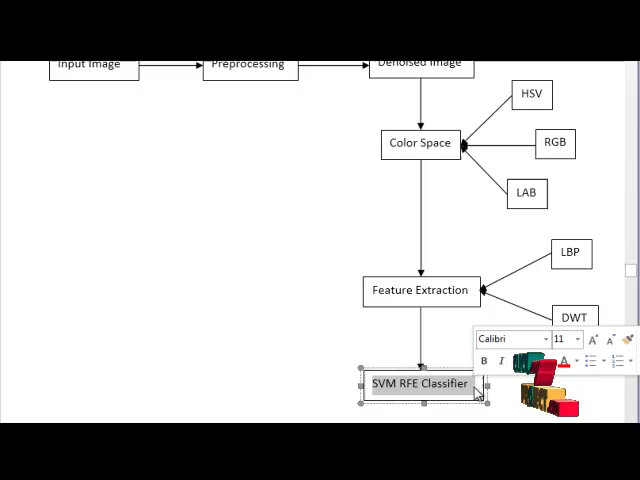 Input Image
Preprocessing
Denoised Image
HSV
Color Space
RGB
LAB
LBP
Feature Extraction
DWT
Calibri
11
A A
B I A
SVM RFE Classifier